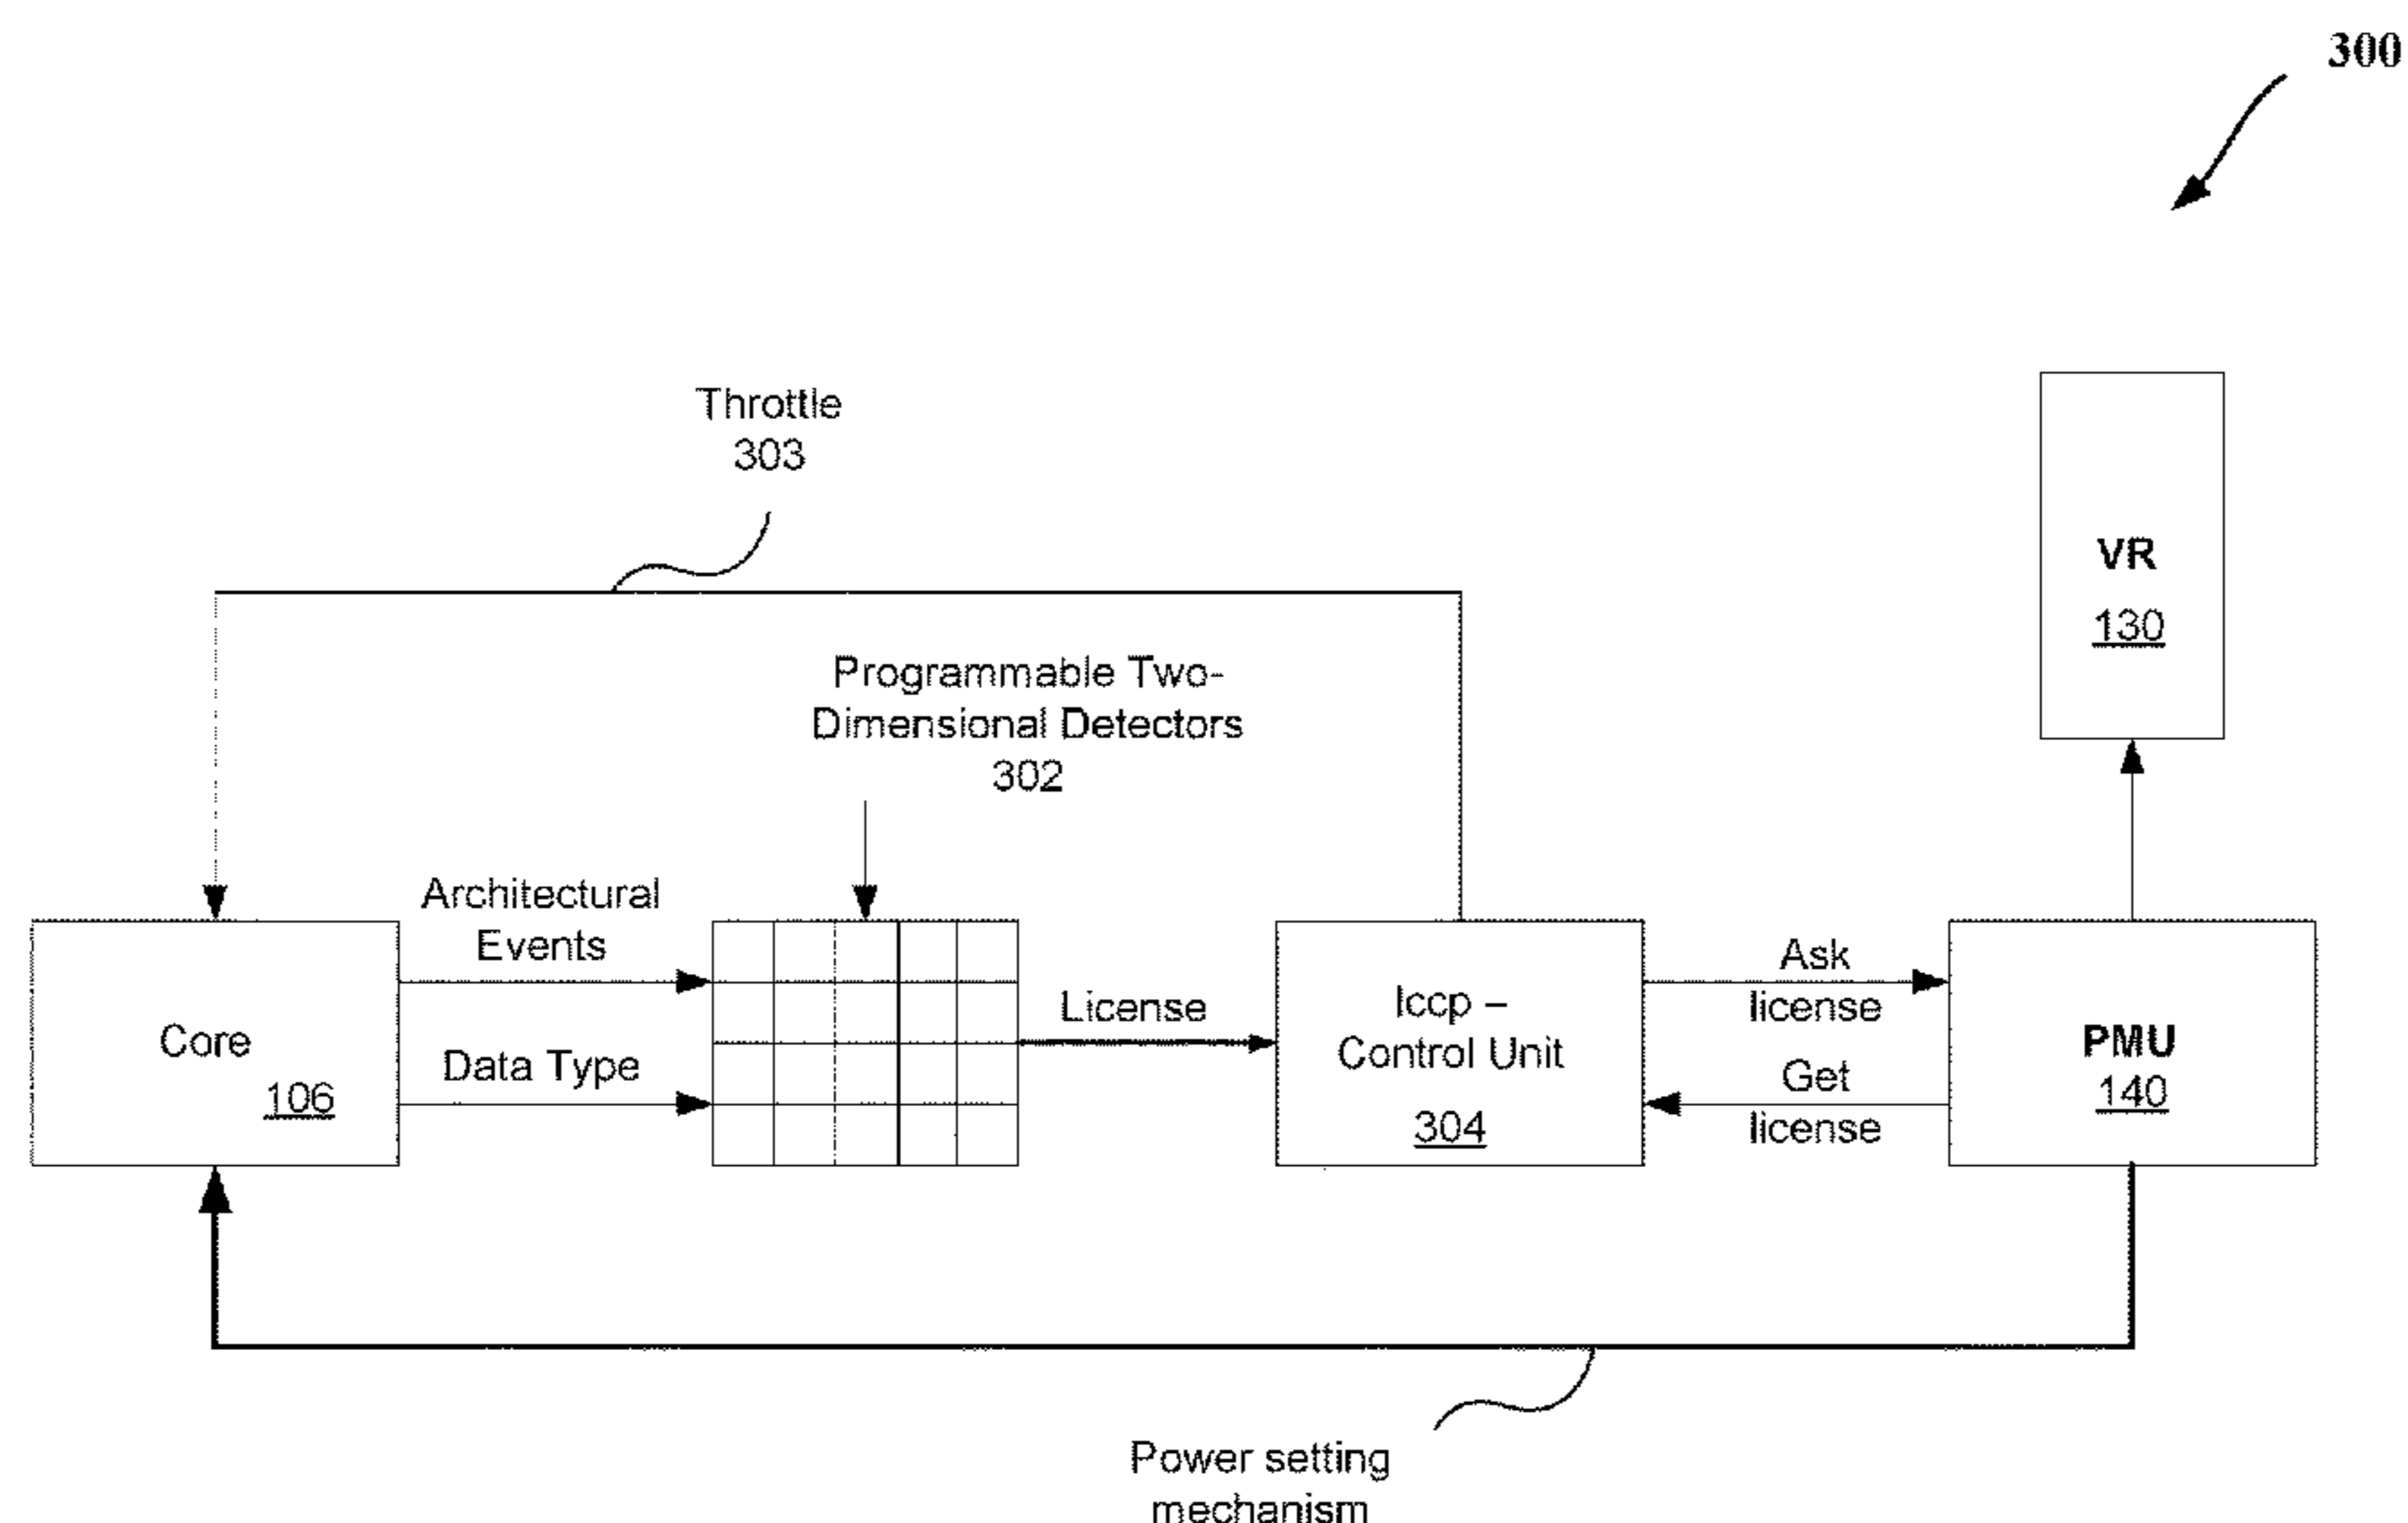 300
Throttle
303
VR
130
Programmable Two-
Dimensional Detectors
302
Architectural
Events
Data Type
Core
106
License
Iccp –
Control Unit
304
Ask
license
Get
license
PMU
140
Power setting
mechanism